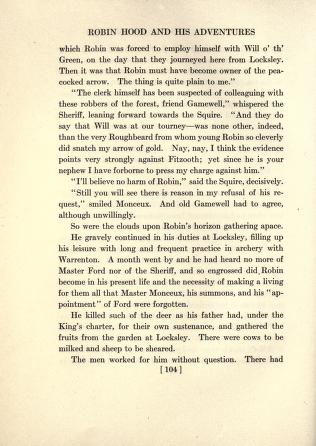 ROBIN HOOD AND HIS ADVENTURES
which Robin was forced to employ himself with Will o' th'
Green, on the day that they journeyed here from Locksley.
Then it was that Robin must have become owner of the pea-
cocked arrow. The thing is quite plain to me."
"The clerk himself has been suspected of colleaguing with
these robbers of the forest, friend Gamewell," whispered the
Sheriff, leaning forward towards the Squire. "And they do
say that Will was at our tourney—was none other, indeed,
than the very Roughbeard from whom young Robin so cleverly
did snatch my arrow of gold. Nay, nay, I think the evidence
points very strongly against Fitzooth; yet since he is your
nephew I have forborne to press my charge against him."
"I'll believe no harm of Robin," said the Squire, decisively.
"Still you will see there is reason in my refusal of his re-
quest," smiled Monceux. And old Gamewell had to agree,
although unwillingly.
So were the clouds upon Robin's horizon gathering apace.
He gravely continued in his duties at Locksley, filling up
his leisure with long and frequent practice in archery with
Warrenton. A month went by and he had heard no more of
Master Ford nor of the Sheriff, and so engrossed did Robin
become in his present life and the necessity of making a living
for them all that Master Monceux, his summons, and his "ap-
pointment" of Ford were forgotten.
He killed such of the deer as his father had, under the
King's charter, for their own sustenance, and gathered the
fruits from the garden at Locksley. There were cows to be
milked and sheep to be sheared.
The men worked for him without question. There had
[ 104 ]